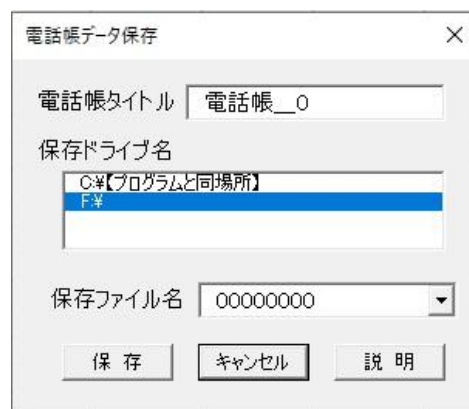 電話帳データ保存
電話帳タイトル 電話帳__0
保存ドライブ名
C:¥【プログラムと同場所】
F:¥
保存ファイル名 00000000
保 存 キャンセル 説 明